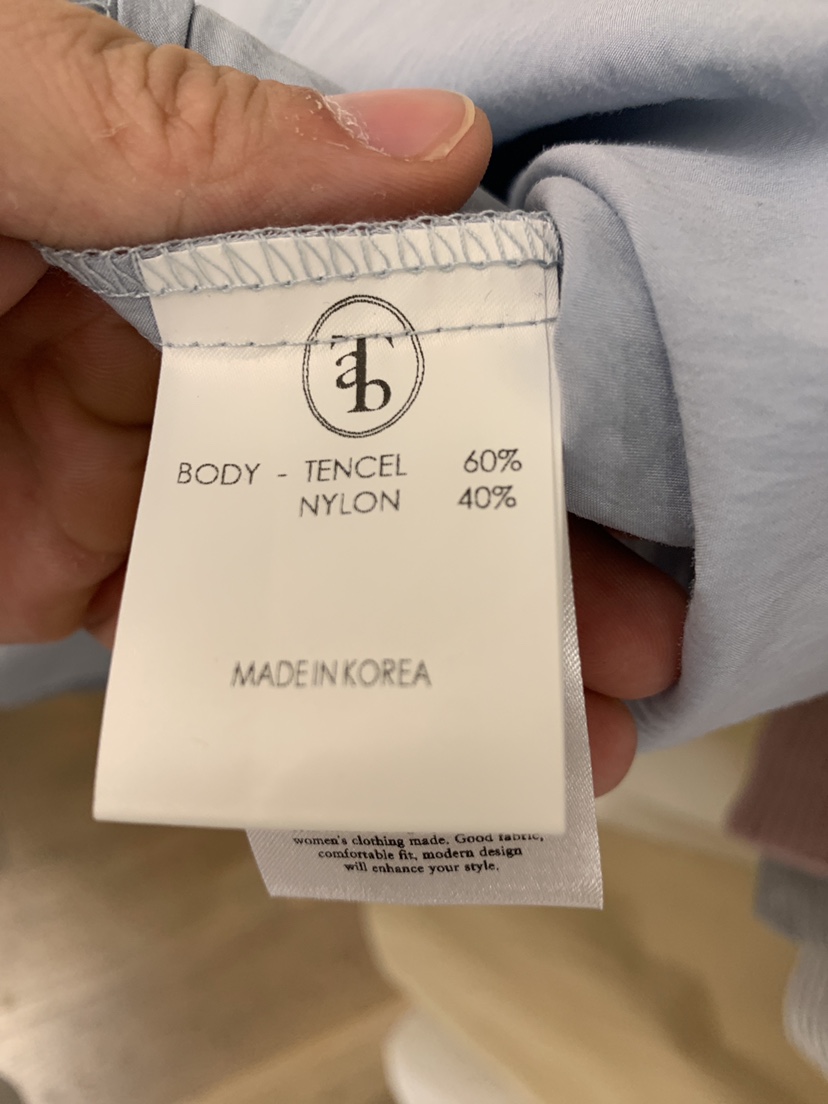 Tab
BODY - TENCEL 60%
NYLON 40%
MADE IN KOREA
women's clothing made. Good fabric,
comfortable fit, modern design
will enhance your style.